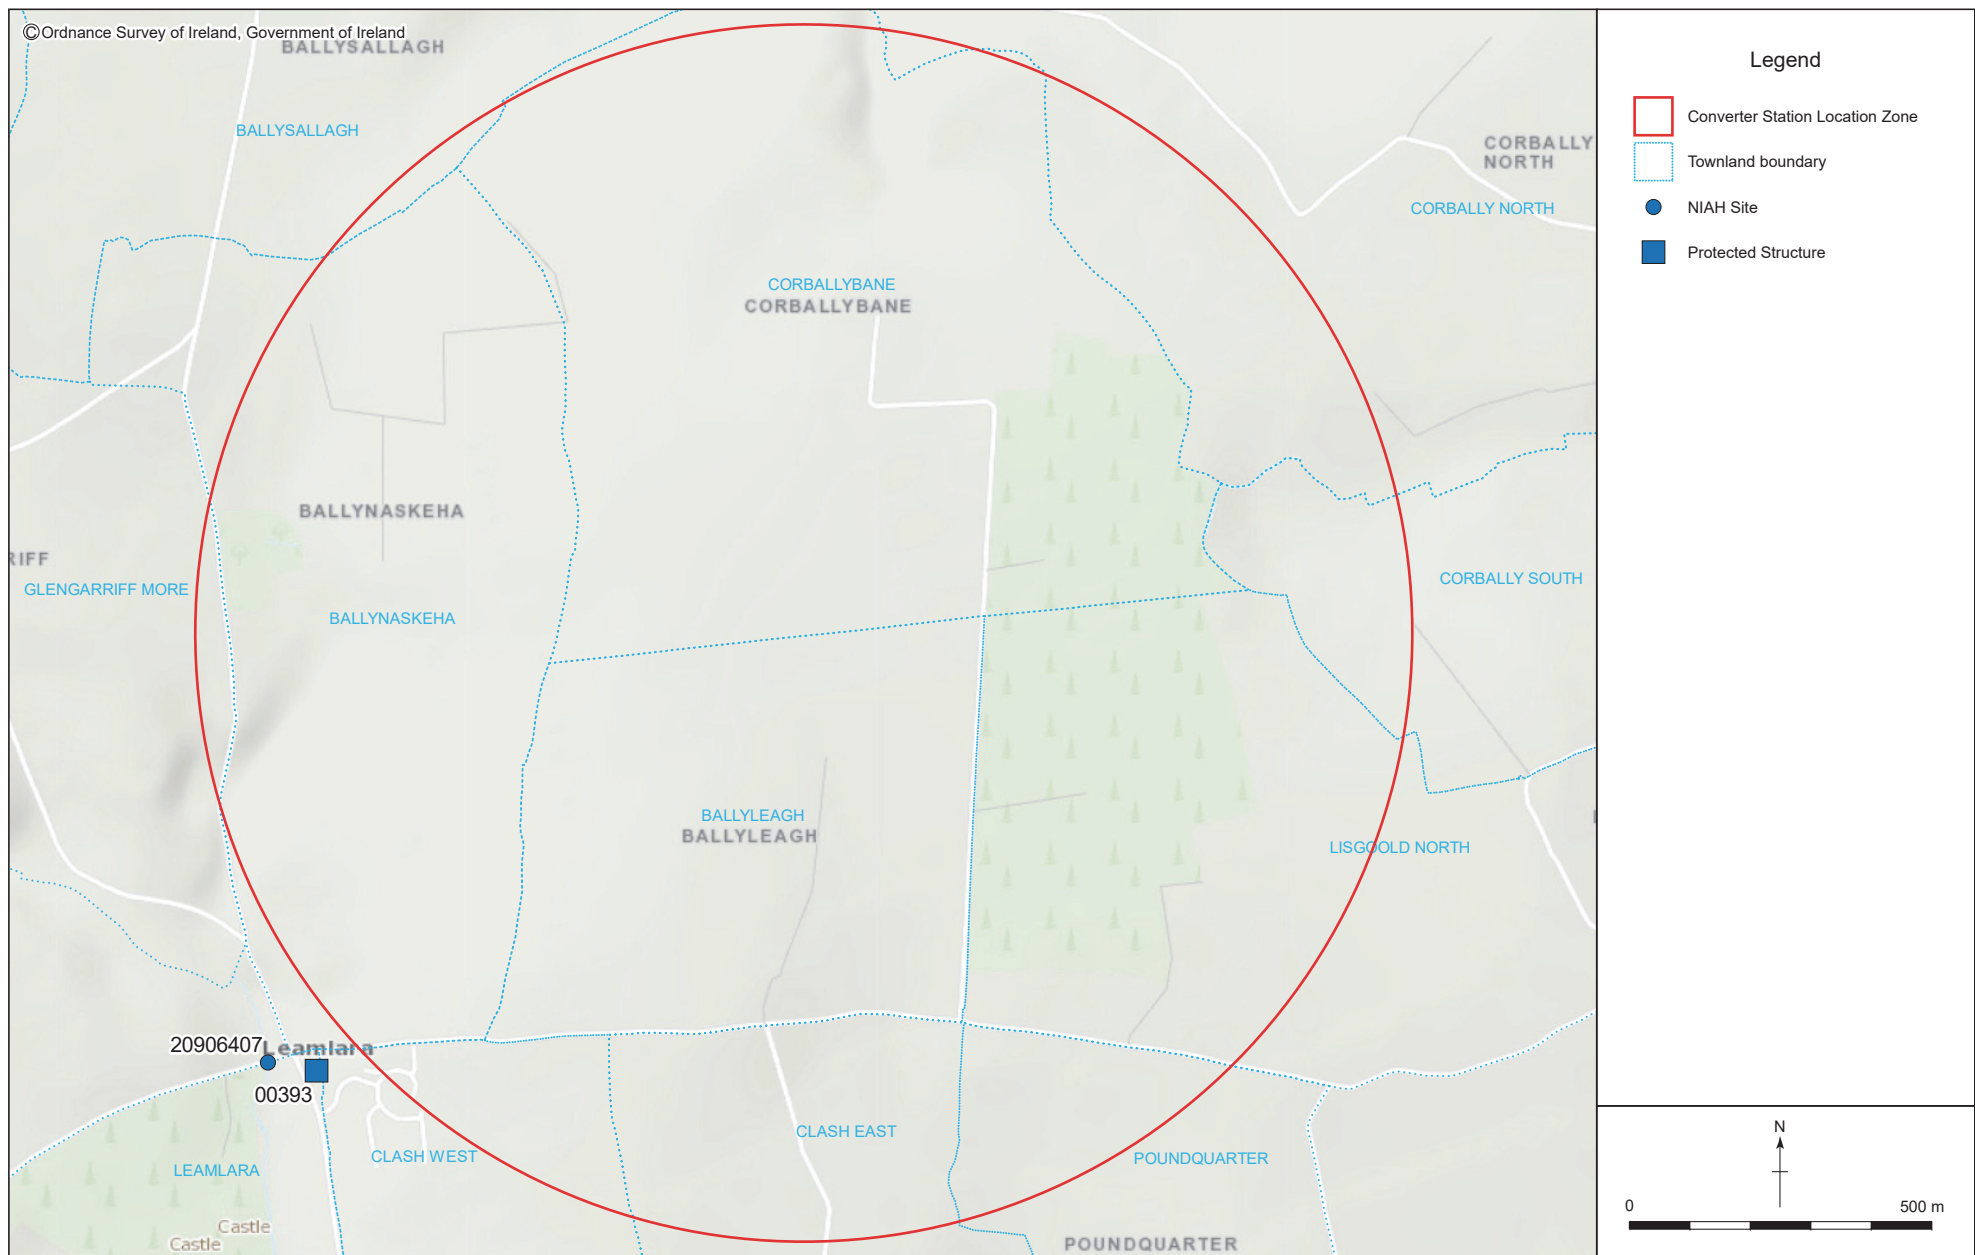 ©Ordnance Survey of Ireland, Government of Ireland
BALLYSALLAGH
BALLYSALLAGH
CORBALLY
NORTH
CORBALLY NORTH
CORBALLYBANE
CORBALLYBANE
BALLYNASKEHA
RIFF
GLENGARRIFF MORE
BALLYNASKEHA
CORBALLY SOUTH
BALLYLEAGH
BALLYLEAGH
LISGOOLD NORTH
20906407
Leamlara
00393
CLASH EAST
CLASH WEST
POUNDQUARTER
LEAMLARA
Castle
Castle
POUNDQUARTER
Legend
Converter Station Location Zone
Townland boundary
NIAH Site
Protected Structure
N
0 500 m